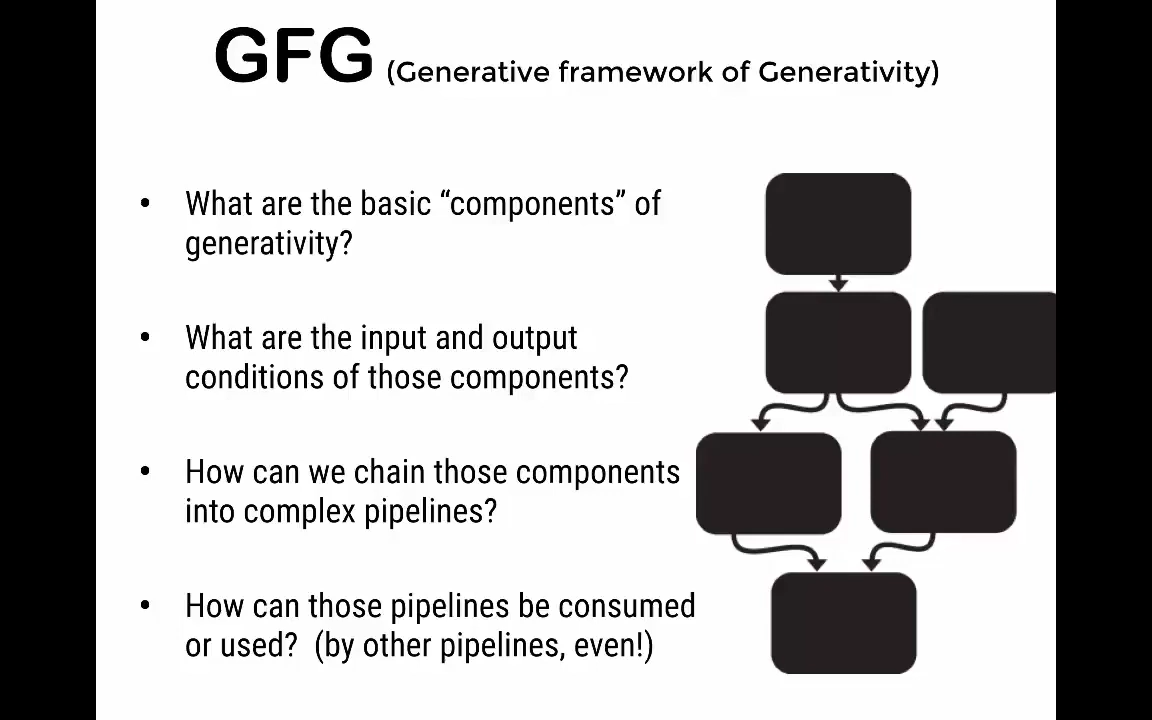 GFG (Generative framework of Generativity)
• What are the basic “components” of
generativity?
• What are the input and output
conditions of those components?
• How can we chain those components
into complex pipelines?
• How can those pipelines be consumed
or used?  (by other pipelines, even!)